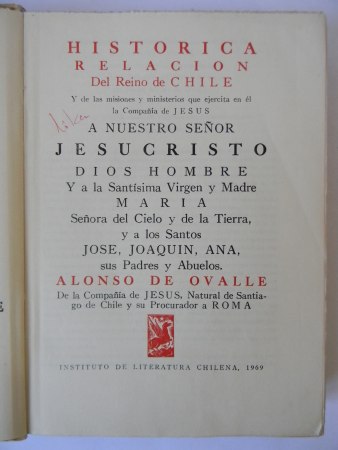 HISTORICA
RELACION
Del Reino de CHILE
Y de las misiones y ministerios que ejercita en él
la Compañía de JESUS
A NUESTRO SEÑOR
JESUCRISTO
DIOS HOMBRE
Y a la Santísima Virgen y Madre
MARIA
Señora del Cielo y de la Tierra,
y a los Santos
JOSE, JOAQUIN, ANA,
sus Padres y Abuelos.
ALONSO DE OVALLE
De la Compañía de JESUS, Natural de Santia-
go de Chile y su Procurador a ROMA
INSTITUTO DE LITERATURA CHILENA, 1969